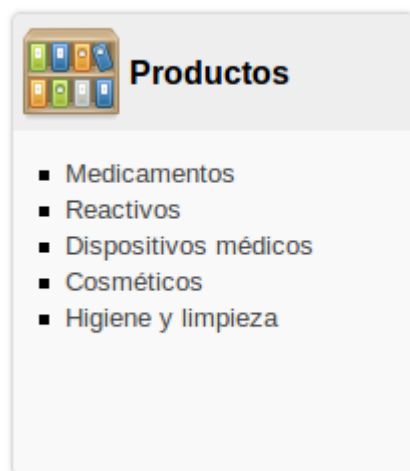 Productos
Medicamentos
Reactivos
Dispositivos médicos
Cosméticos
Higiene y limpieza